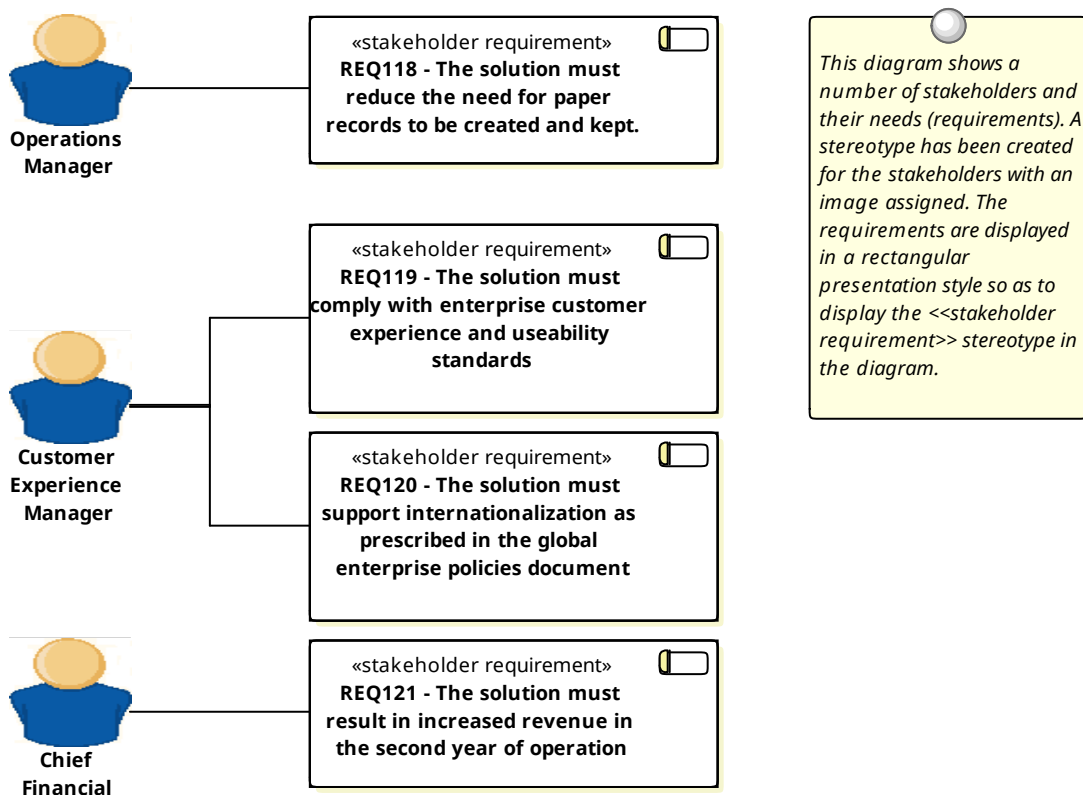 Operations
Manager
«stakeholder requirement»
REQ118 - The solution must
reduce the need for paper
records to be created and kept.
This diagram shows a
number of stakeholders and
their needs (requirements). A
stereotype has been created
for the stakeholders with an
image assigned. The
requirements are displayed
in a rectangular
presentation style so as to
display the <<stakeholder
requirement>> stereotype in
the diagram.
Customer
Experience
Manager
«stakeholder requirement»
REQ119 - The solution must
comply with enterprise customer
experience and useability
standards
«stakeholder requirement»
REQ120 - The solution must
support internationalization as
prescribed in the global
enterprise policies document
Chief
Financial
«stakeholder requirement»
REQ121 - The solution must
result in increased revenue in
the second year of operation